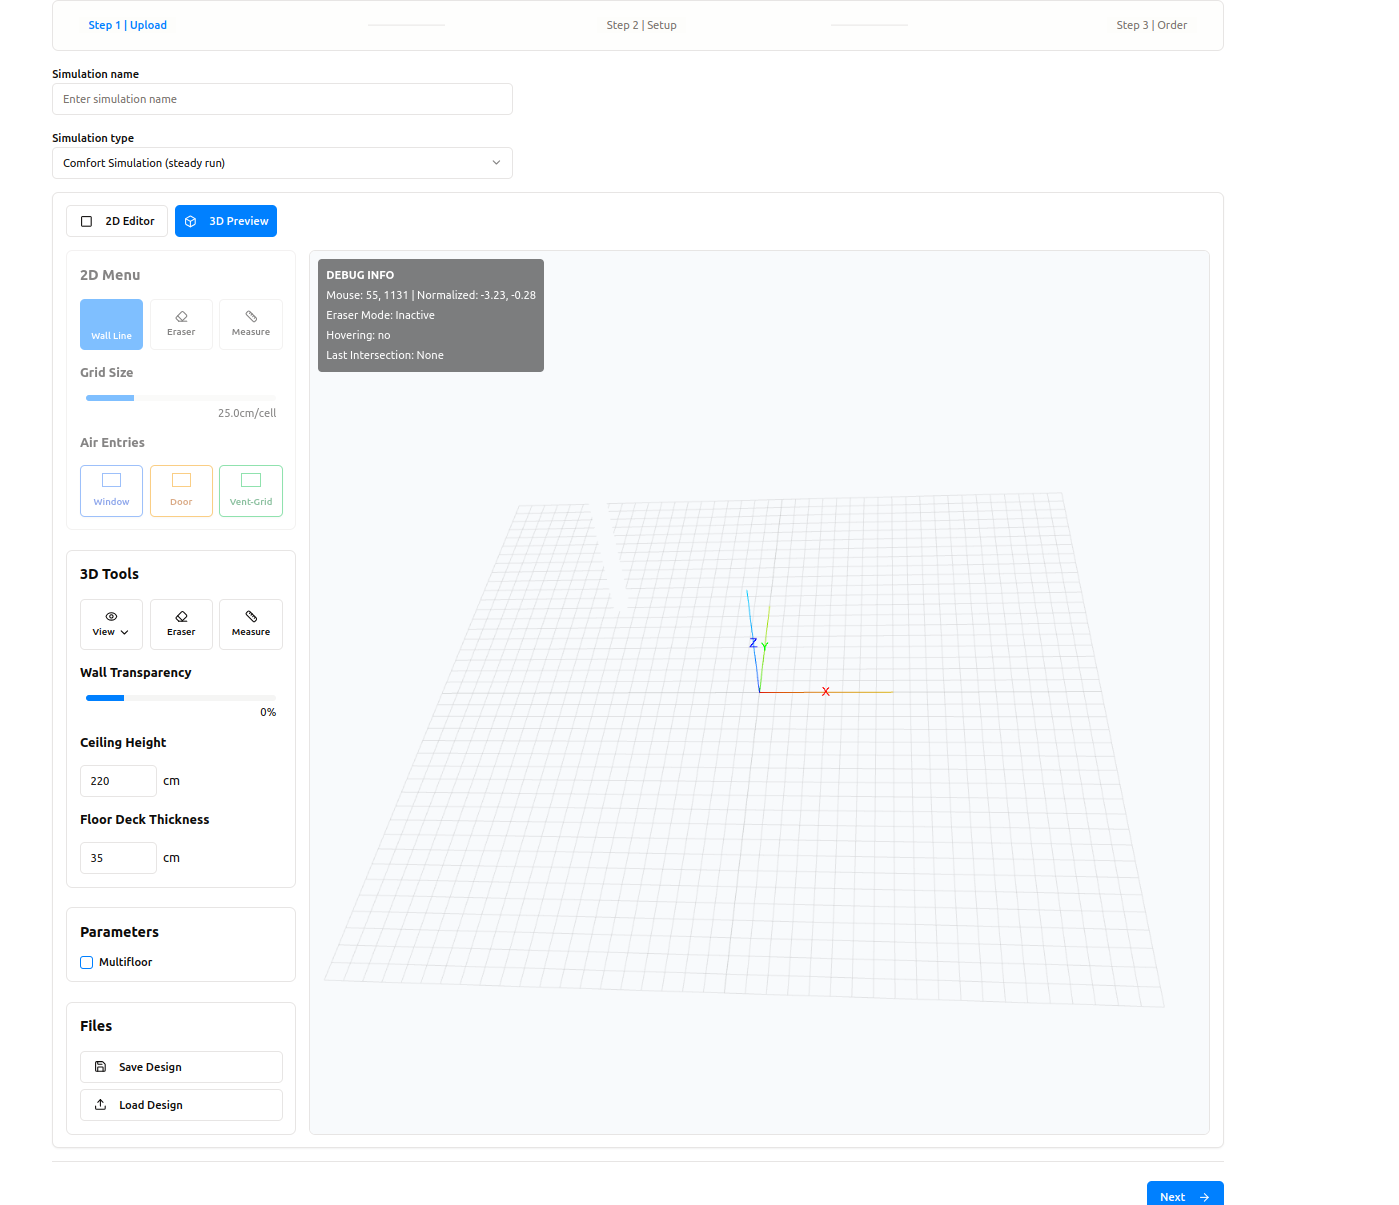 Step 1 | Upload
Step 2 | Setup
Step 3 | Order
Simulation name
Enter simulation name
Simulation type
Comfort Simulation (steady run)
2D Editor
3D Preview
2D Menu
Wall Line
Eraser
Measure
Grid Size
25.0cm/cell
Air Entries
Window
Door
Vent-Grid
3D Tools
View
Eraser
Measure
Wall Transparency
0%
Ceiling Height
220 cm
Floor Deck Thickness
35 cm
Parameters
Multifloor
Files
Save Design
Load Design
DEBUG INFO
Mouse: 55, 1131 | Normalized: -3.23, -0.28
Eraser Mode: Inactive
Hovering: no
Last Intersection: None
Z
Y
X
Next